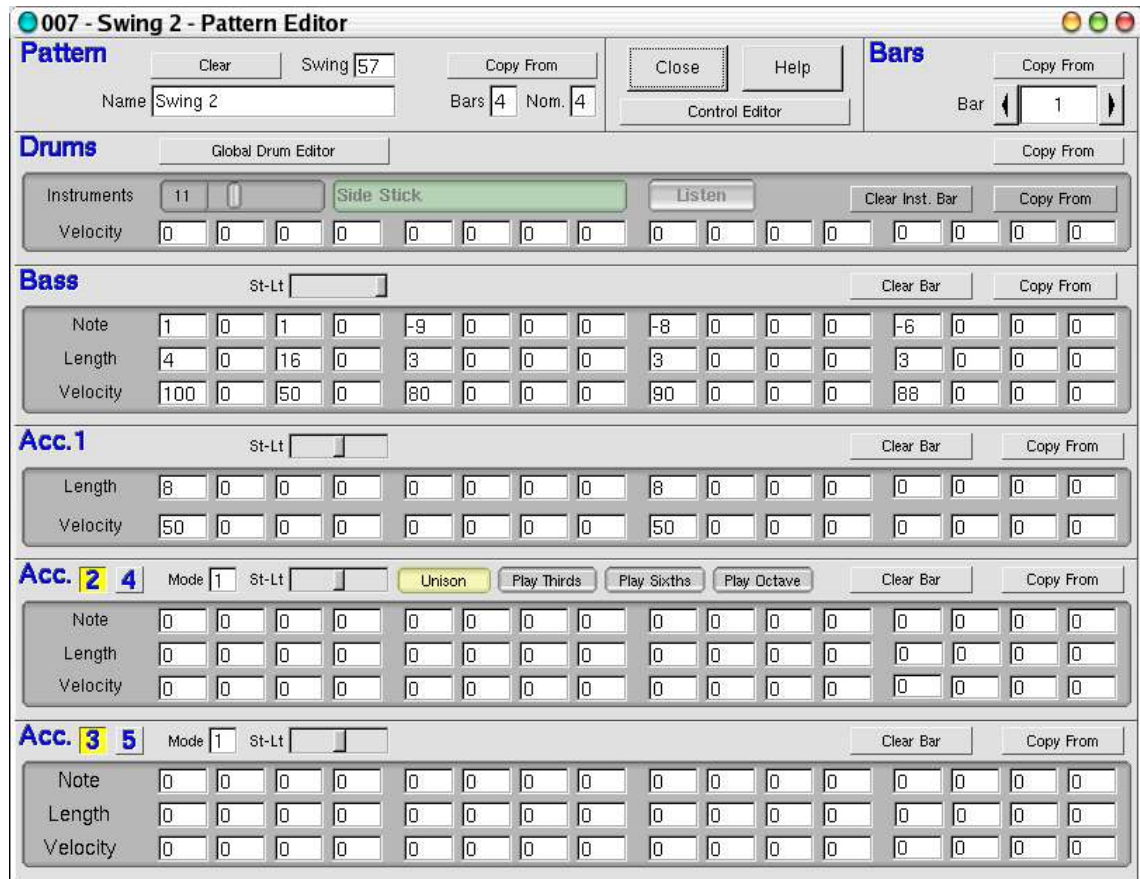 007 - Swing 2 - Pattern Editor
Pattern Clear Swing 57 Copy From Close Help Bars Copy From
Name Swing 2 Bars 4 Nom. 4 Control Editor Bar 1
Drums Global Drum Editor Copy From
Instruments 11 Side Stick Listen Clear Inst. Bar Copy From
Velocity 0 0 0 0 0 0 0 0 0 0 0 0 0 0 0 0
Bass St-Lt Clear Bar Copy From
Note 1 0 1 0 -9 0 0 0 -8 0 0 0 -6 0 0 0
Length 4 0 16 0 3 0 0 0 3 0 0 0 3 0 0 0
Velocity 100 0 50 0 80 0 0 0 90 0 0 0 88 0 0 0
Acc.1 St-Lt Clear Bar Copy From
Length 8 0 0 0 0 0 0 0 8 0 0 0 0 0 0 0
Velocity 50 0 0 0 0 0 0 0 50 0 0 0 0 0 0 0
Acc. 2 4 Mode 1 St-Lt Unison Play Thirds Play Sixths Play Octave Clear Bar Copy From
Note 0 0 0 0 0 0 0 0 0 0 0 0 0 0 0 0
Length 0 0 0 0 0 0 0 0 0 0 0 0 0 0 0 0
Velocity 0 0 0 0 0 0 0 0 0 0 0 0 0 0 0 0
Acc. 3 5 Mode 1 St-Lt Clear Bar Copy From
Note 0 0 0 0 0 0 0 0 0 0 0 0 0 0 0 0
Length 0 0 0 0 0 0 0 0 0 0 0 0 0 0 0 0
Velocity 0 0 0 0 0 0 0 0 0 0 0 0 0 0 0 0